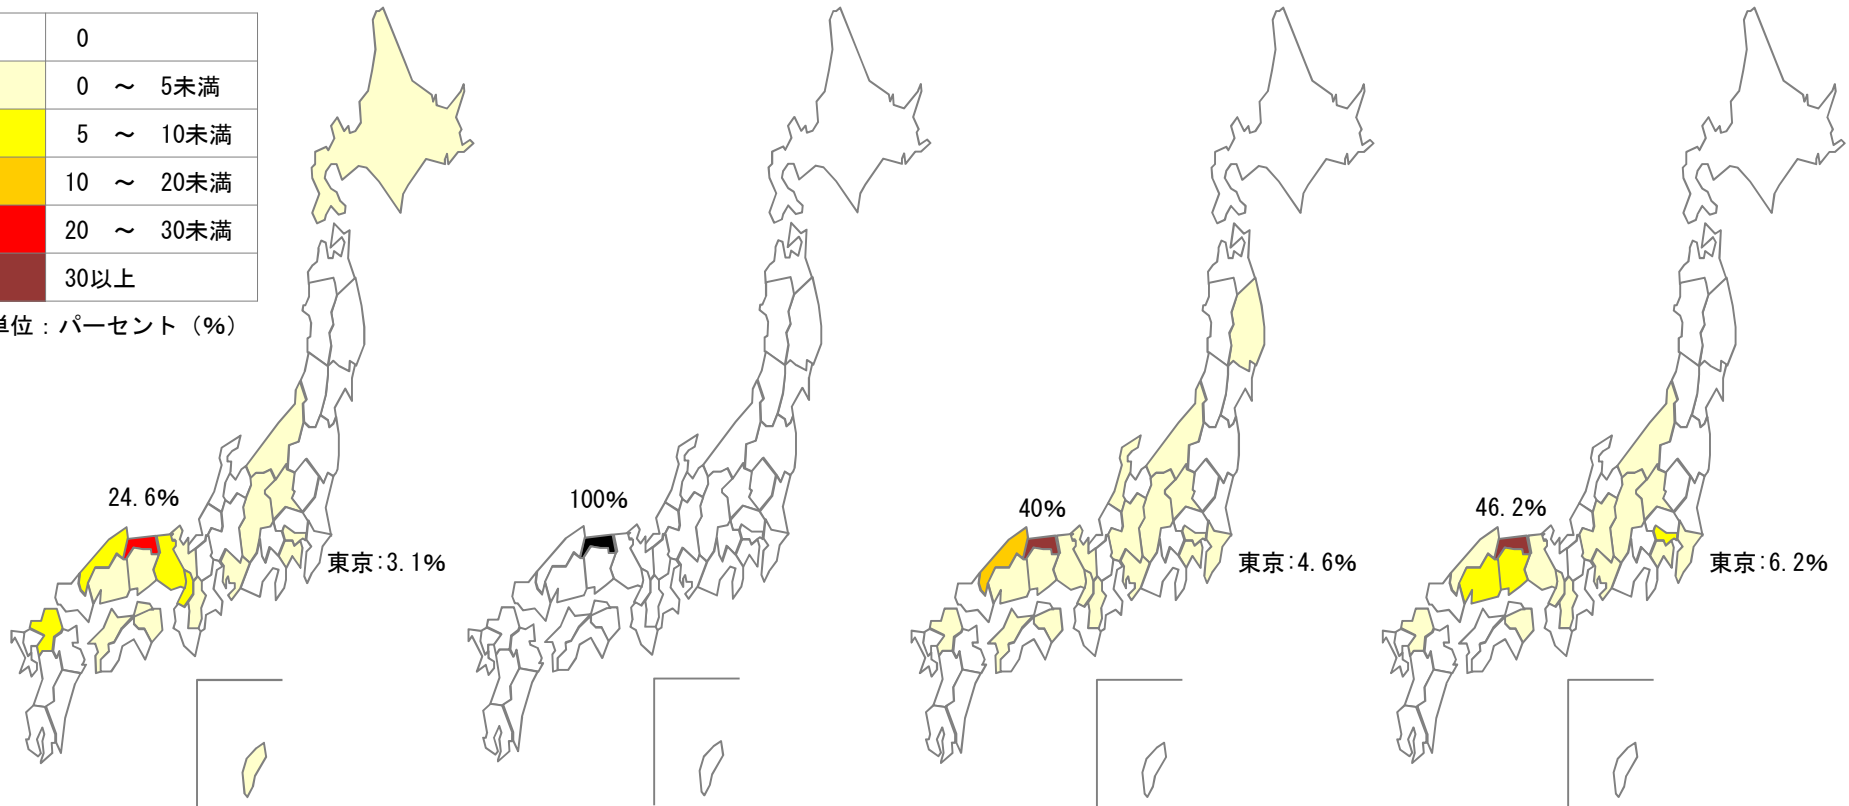 0
0 ～ 5未満
5 ～ 10未満
10 ～ 20未満
20 ～ 30未満
30以上
単位：パーセント（%）
24.6%
東京:3.1%
100%
40%
東京:4.6%
46.2%
東京:6.2%